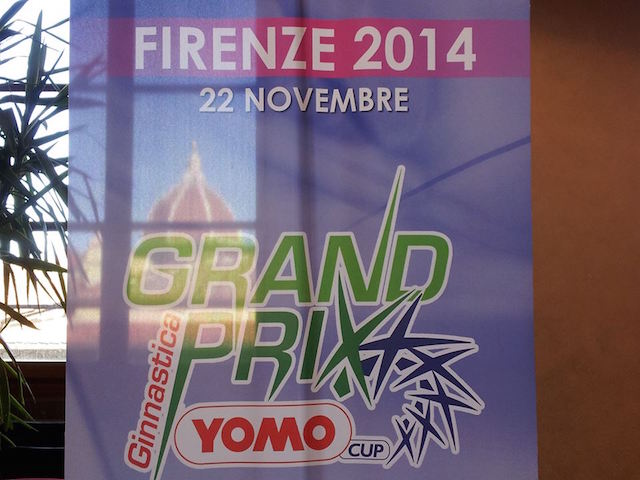 FIRENZE 2014
22 NOVEMBRE
GRAND
PRIX
Ginnastica
YOMO
CUP